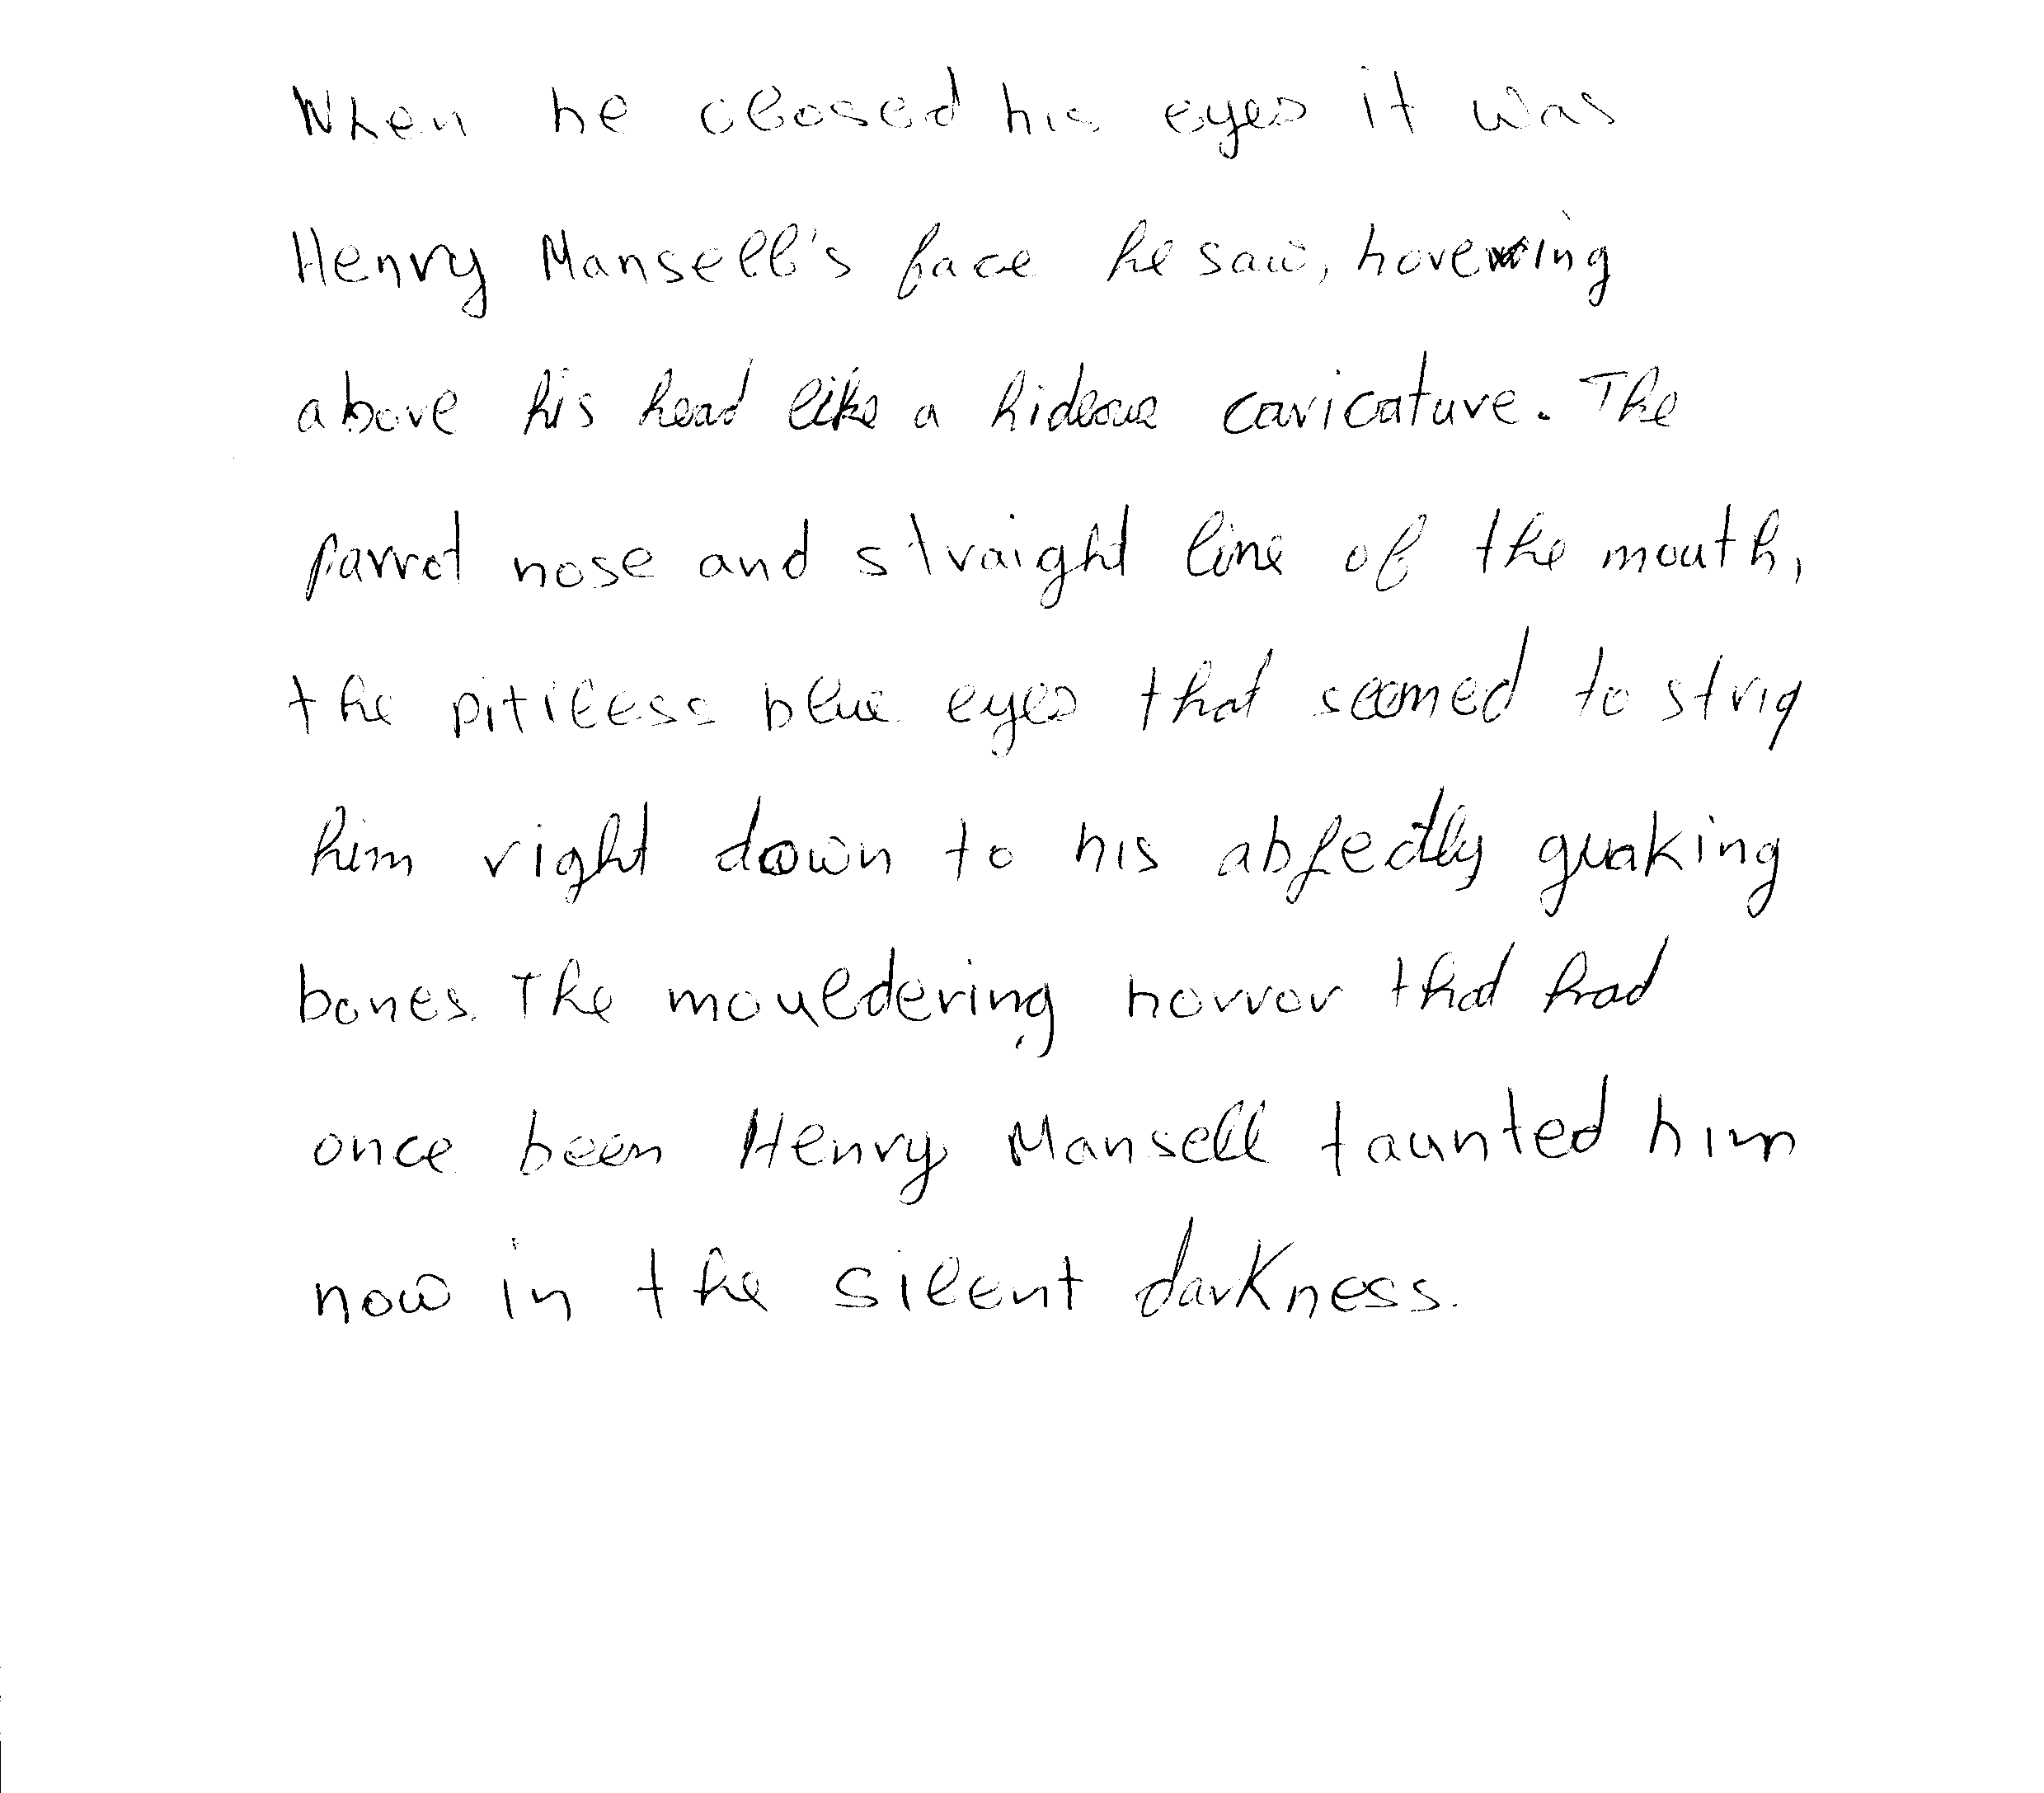 When he closed his eyes it was
Henry Mansell's face he saw, hovering
above his head like a hideous caricature. The
parrot nose and straight line of the mouth,
the pitiless blue eyes that seemed to strip
him right down to his abjectly quaking
bones. The mouldering horror that had
once been Henry Mansell taunted him
now in the silent darkness.